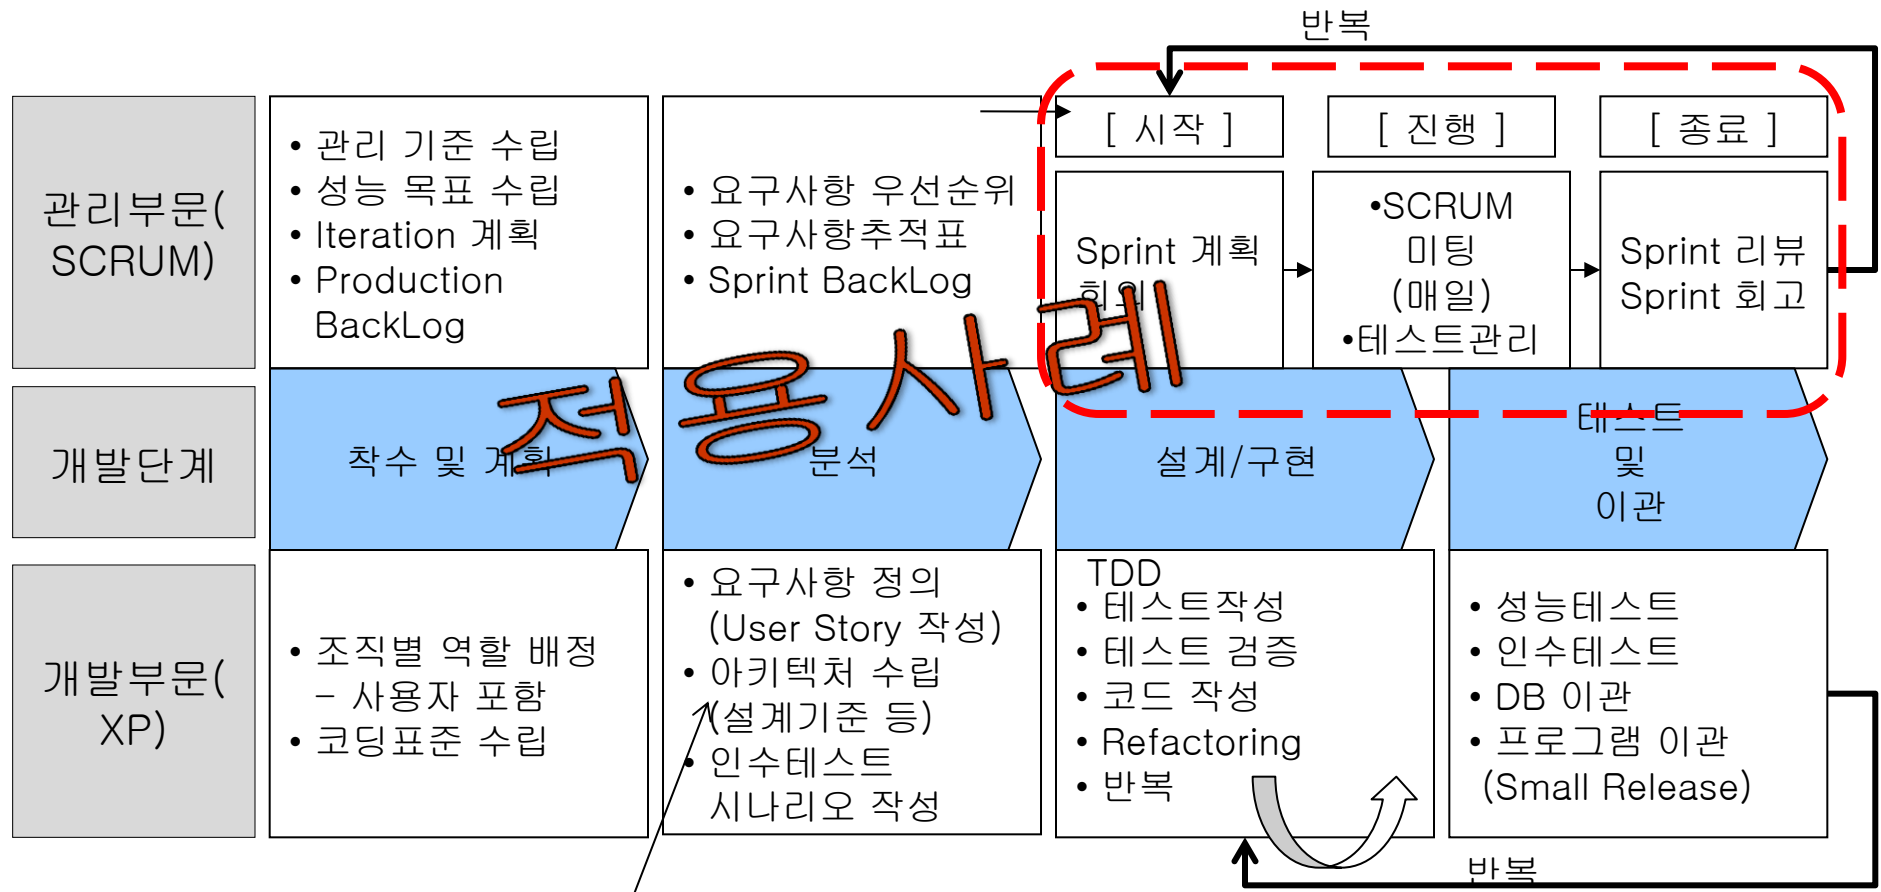 반복
관리부문(
SCRUM)
• 관리 기준 수립
• 성능 목표 수립
• Iteration 계획
• Production
BackLog
• 요구사항 우선순위
• 요구사항추적표
• Sprint BackLog
[ 시작 ]
[ 진행 ]
[ 종료 ]
Sprint 계획
회의
•SCRUM
미팅
(매일)
•테스트관리
Sprint 리뷰
Sprint 회고
적용사례
개발단계
착수 및 계획
분석
설계/구현
테스트
및
이관
개발부문(
XP)
• 조직별 역할 배정
– 사용자 포함
• 코딩표준 수립
• 요구사항 정의
(User Story 작성)
• 아키텍처 수립
(설계기준 등)
• 인수테스트
시나리오 작성
TDD
• 테스트작성
• 테스트 검증
• 코드 작성
• Refactoring
• 반복
• 성능테스트
• 인수테스트
• DB 이관
• 프로그램 이관
(Small Release)
반복